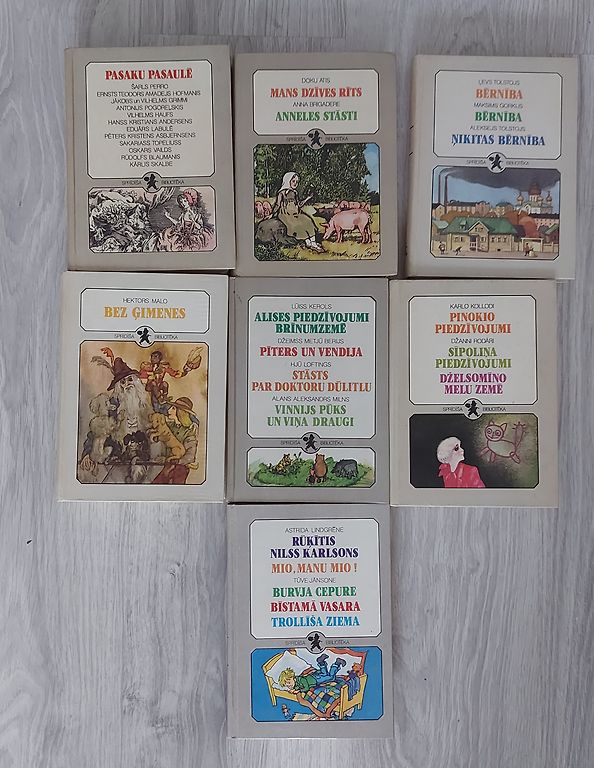 PASAKU PASAULĒ
ŠARLS PERRO
ERNSTS TEODORS AMADEJS HOFMANIS
JĀKOBS un VILHELMS GRIMMI
ANTONIJS POGOREĻSKIS
VILHELMS HAUFS
HANSS KRISTIANS ANDERSENS
EDUĀRS LABULĒ
PĒTERS KRISTENS ASBJERNSENS
SAKARIASS TOPELIUSS
OSKARS VAILDS
RŪDOLFS BLAUMANIS
KĀRLIS SKALBE
SPRĪDĪŠA BIBLIOTĒKA
DOKU ATIS
MANS DZĪVES RĪTS
ANNA BRIGADERE
ANNELES STĀSTI
SPRĪDĪŠA BIBLIOTĒKA
ĻEVS TOLSTOJS
BĒRNĪBA
MAKSIMS GORKIJS
BĒRNĪBA
ALEKSEJS TOLSTOJS
ŅIKITAS BĒRNĪBA
SPRĪDĪŠA BIBLIOTĒKA
HEKTORS MALO
BEZ ĢIMENES
SPRĪDĪŠA BIBLIOTĒKA
LŪISS KEROLS
ALISES PIEDZĪVOJUMI
BRĪNUMZEMĒ
DŽEIMSS METJŪ BERIJS
PĪTERS UN VENDIJA
HJŪ LOFTINGS
STĀSTS
PAR DOKTORU DŪLITLU
ALANS ALEKSANDRS MILNS
VINNIJS PŪKS
UN VIŅA DRAUGI
SPRĪDĪŠA BIBLIOTĒKA
KARLO KOLLODI
PINOKIO
PIEDZĪVOJUMI
DŽANNI RODĀRI
SĪPOLIŅA
PIEDZĪVOJUMI
DŽELSOMĪNO
MEĻU ZEMĒ
SPRĪDĪŠA BIBLIOTĒKA
ASTRIDA LINDGRĒNE
RŪĶĪTIS
NILSS KARLSONS
MIO, MANU MIO!
TŪVE JĀNSONE
BURVJA CEPURE
BĪSTAMĀ VASARA
TROLLĪŠA ZIEMA
SPRĪDĪŠA BIBLIOTĒKA